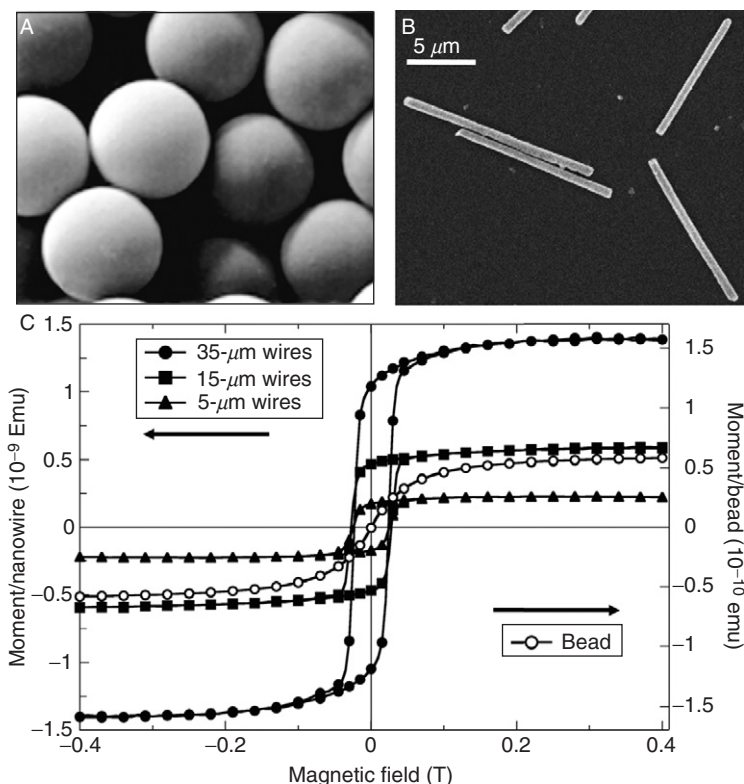 A
B
5 μm
C
1.5
1
0.5
0
−0.5
−1
−1.5
Moment/nanowire (10⁻⁹ Emu)
35-μm wires
15-μm wires
5-μm wires
Bead
1.5
1
0.5
0
−0.5
−1
−1.5
Moment/bead (10⁻¹⁰ emu)
−0.4
−0.2
0
0.2
0.4
Magnetic field (T)